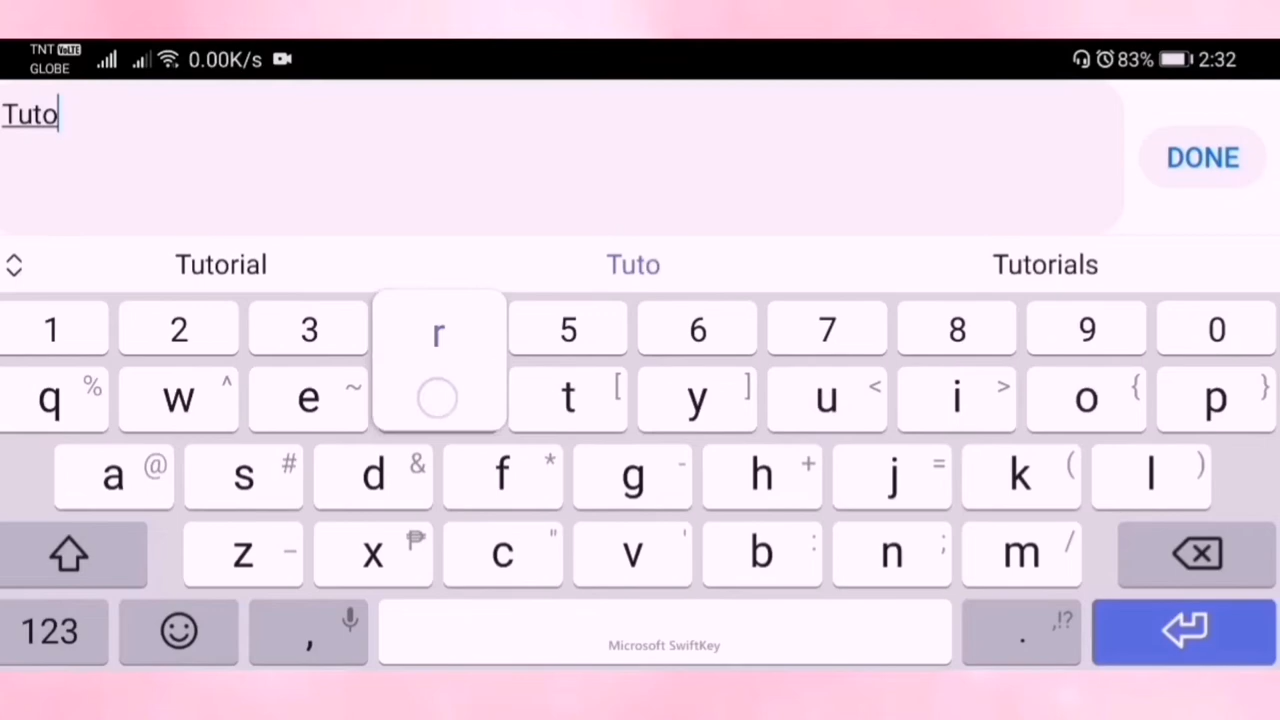 TNT VoLTE
GLOBE
0.00K/s
83%
2:32
Tuto
DONE
Tutorial Tuto Tutorials
1 2 3 r 5 6 7 8 9 0
q % w ^ e ~ t [ y ] u < i > o { p }
a @ s # d & f * g - h + j = k ( l )
z _ x ₱ c " v ' b : n ; m /
123 , . ,!?
Microsoft SwiftKey